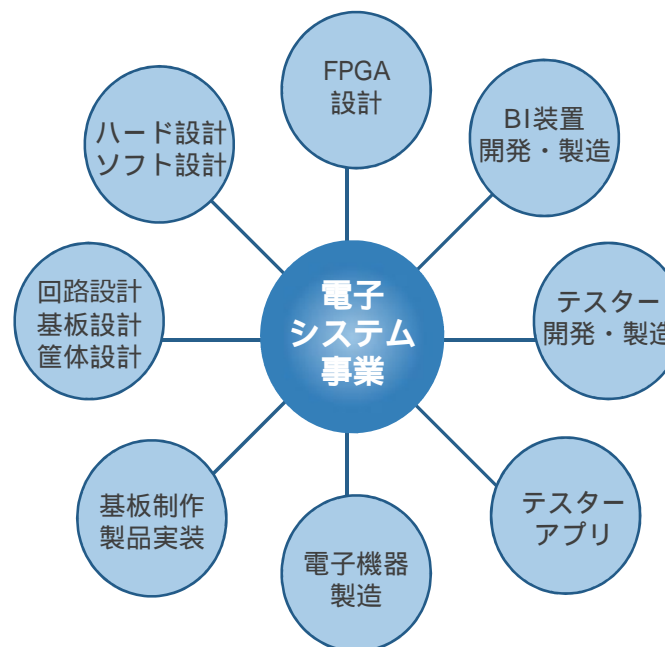 FPGA
設計
BI装置
開発・製造
テスター
開発・製造
テスター
アプリ
電子機器
製造
基板制作
製品実装
回路設計
基板設計
筐体設計
ハード設計
ソフト設計
電子
システム
事業